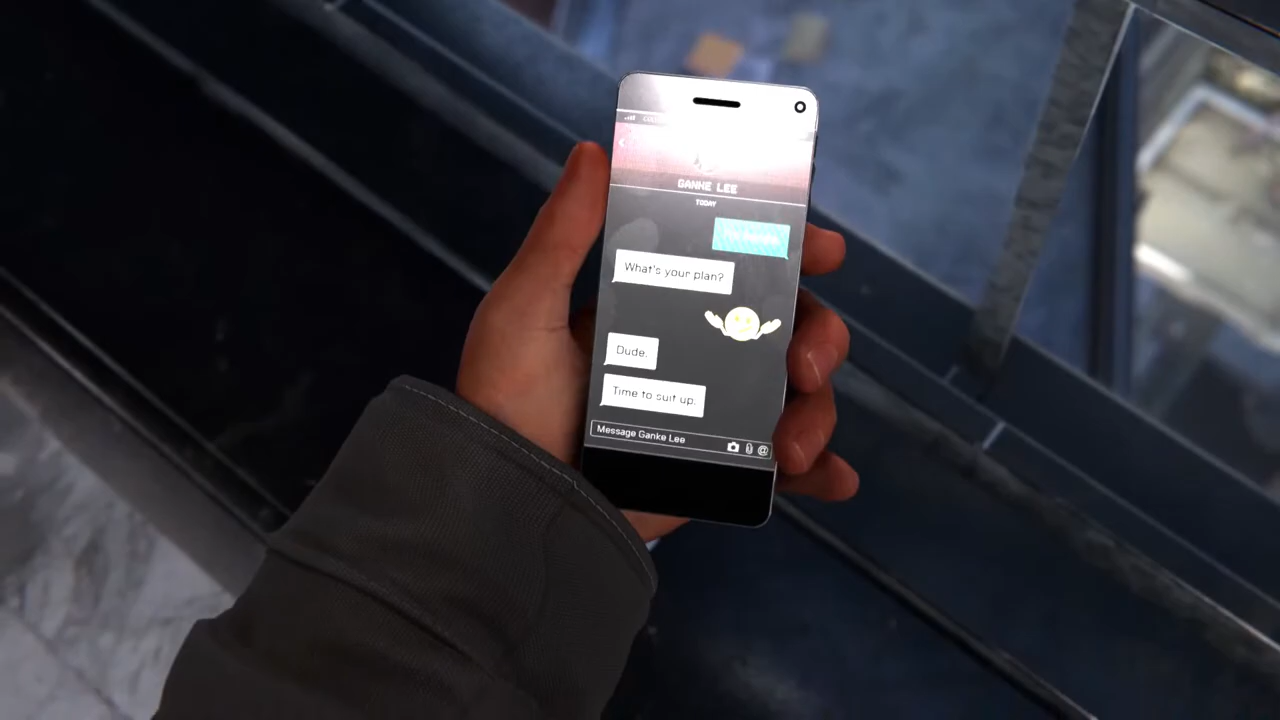 GANKE LEE
TODAY
What's your plan?
Dude.
Time to suit up.
Message Ganke Lee